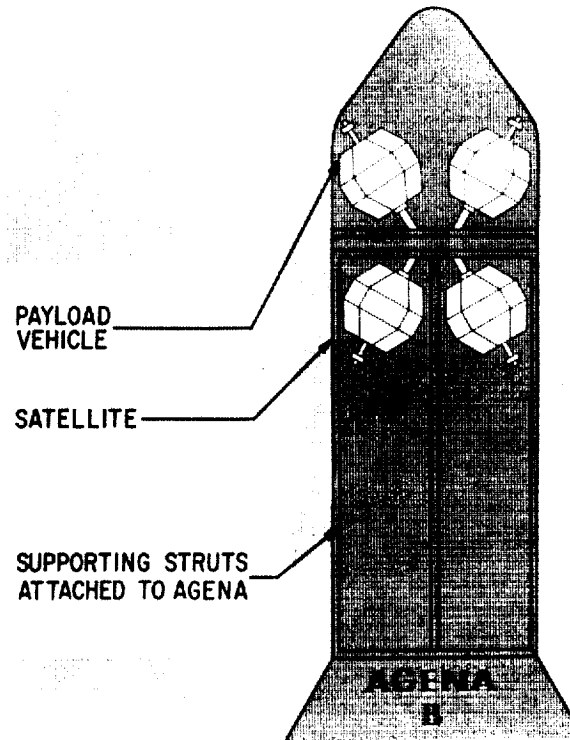 PAYLOAD
VEHICLE
SATELLITE
SUPPORTING STRUTS
ATTACHED TO AGENA
AGENA
B